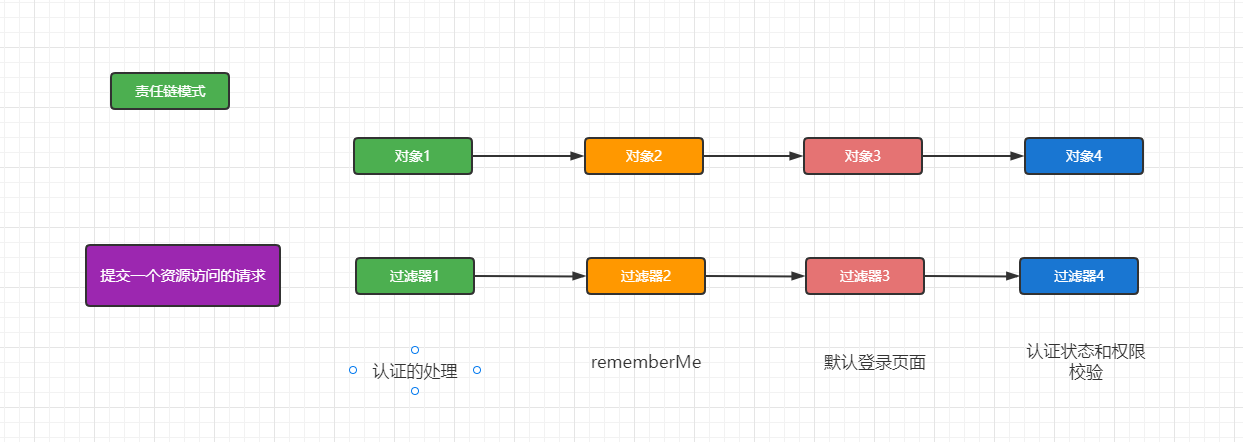 责任链模式
对象1
对象2
对象3
对象4
提交一个资源访问的请求
过滤器1
过滤器2
过滤器3
过滤器4
认证的处理
rememberMe
默认登录页面
认证状态和权限
校验